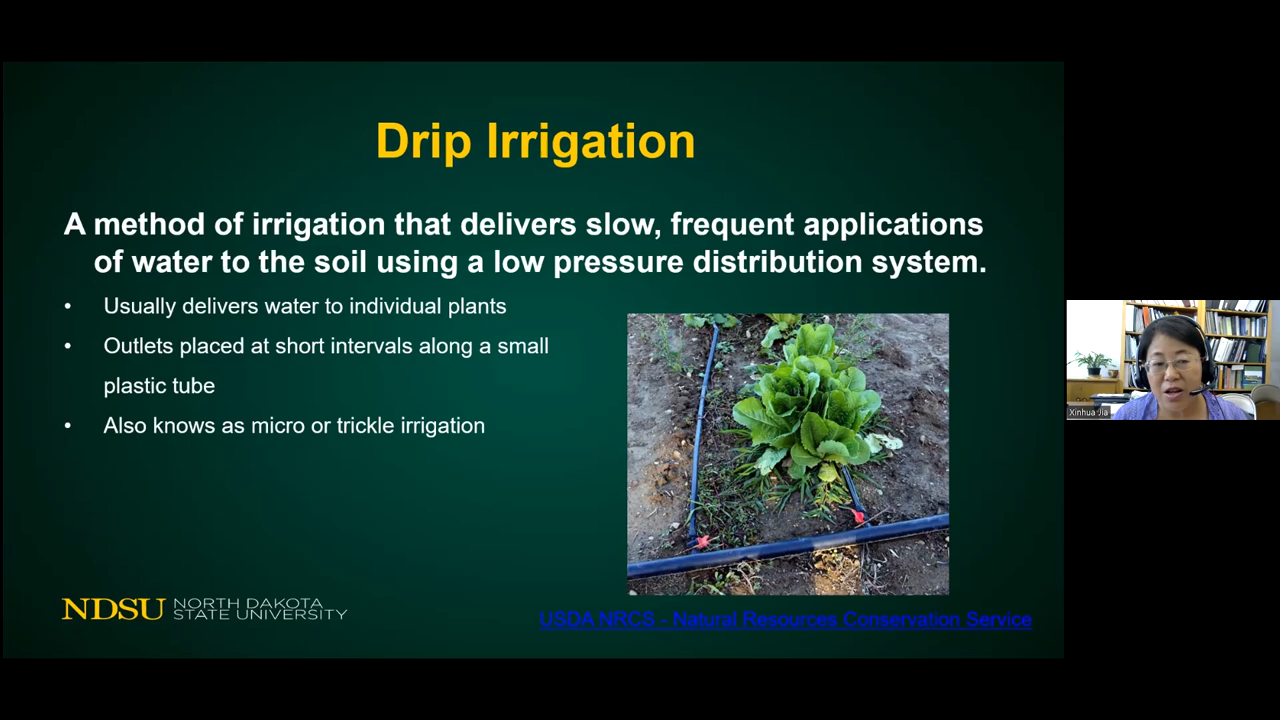 Drip Irrigation
A method of irrigation that delivers slow, frequent applications
of water to the soil using a low pressure distribution system.
• Usually delivers water to individual plants
• Outlets placed at short intervals along a small
plastic tube
• Also knows as micro or trickle irrigation
NDSU NORTH DAKOTA
STATE UNIVERSITY
USDA NRCS - Natural Resources Conservation Service
Xinhua Jia